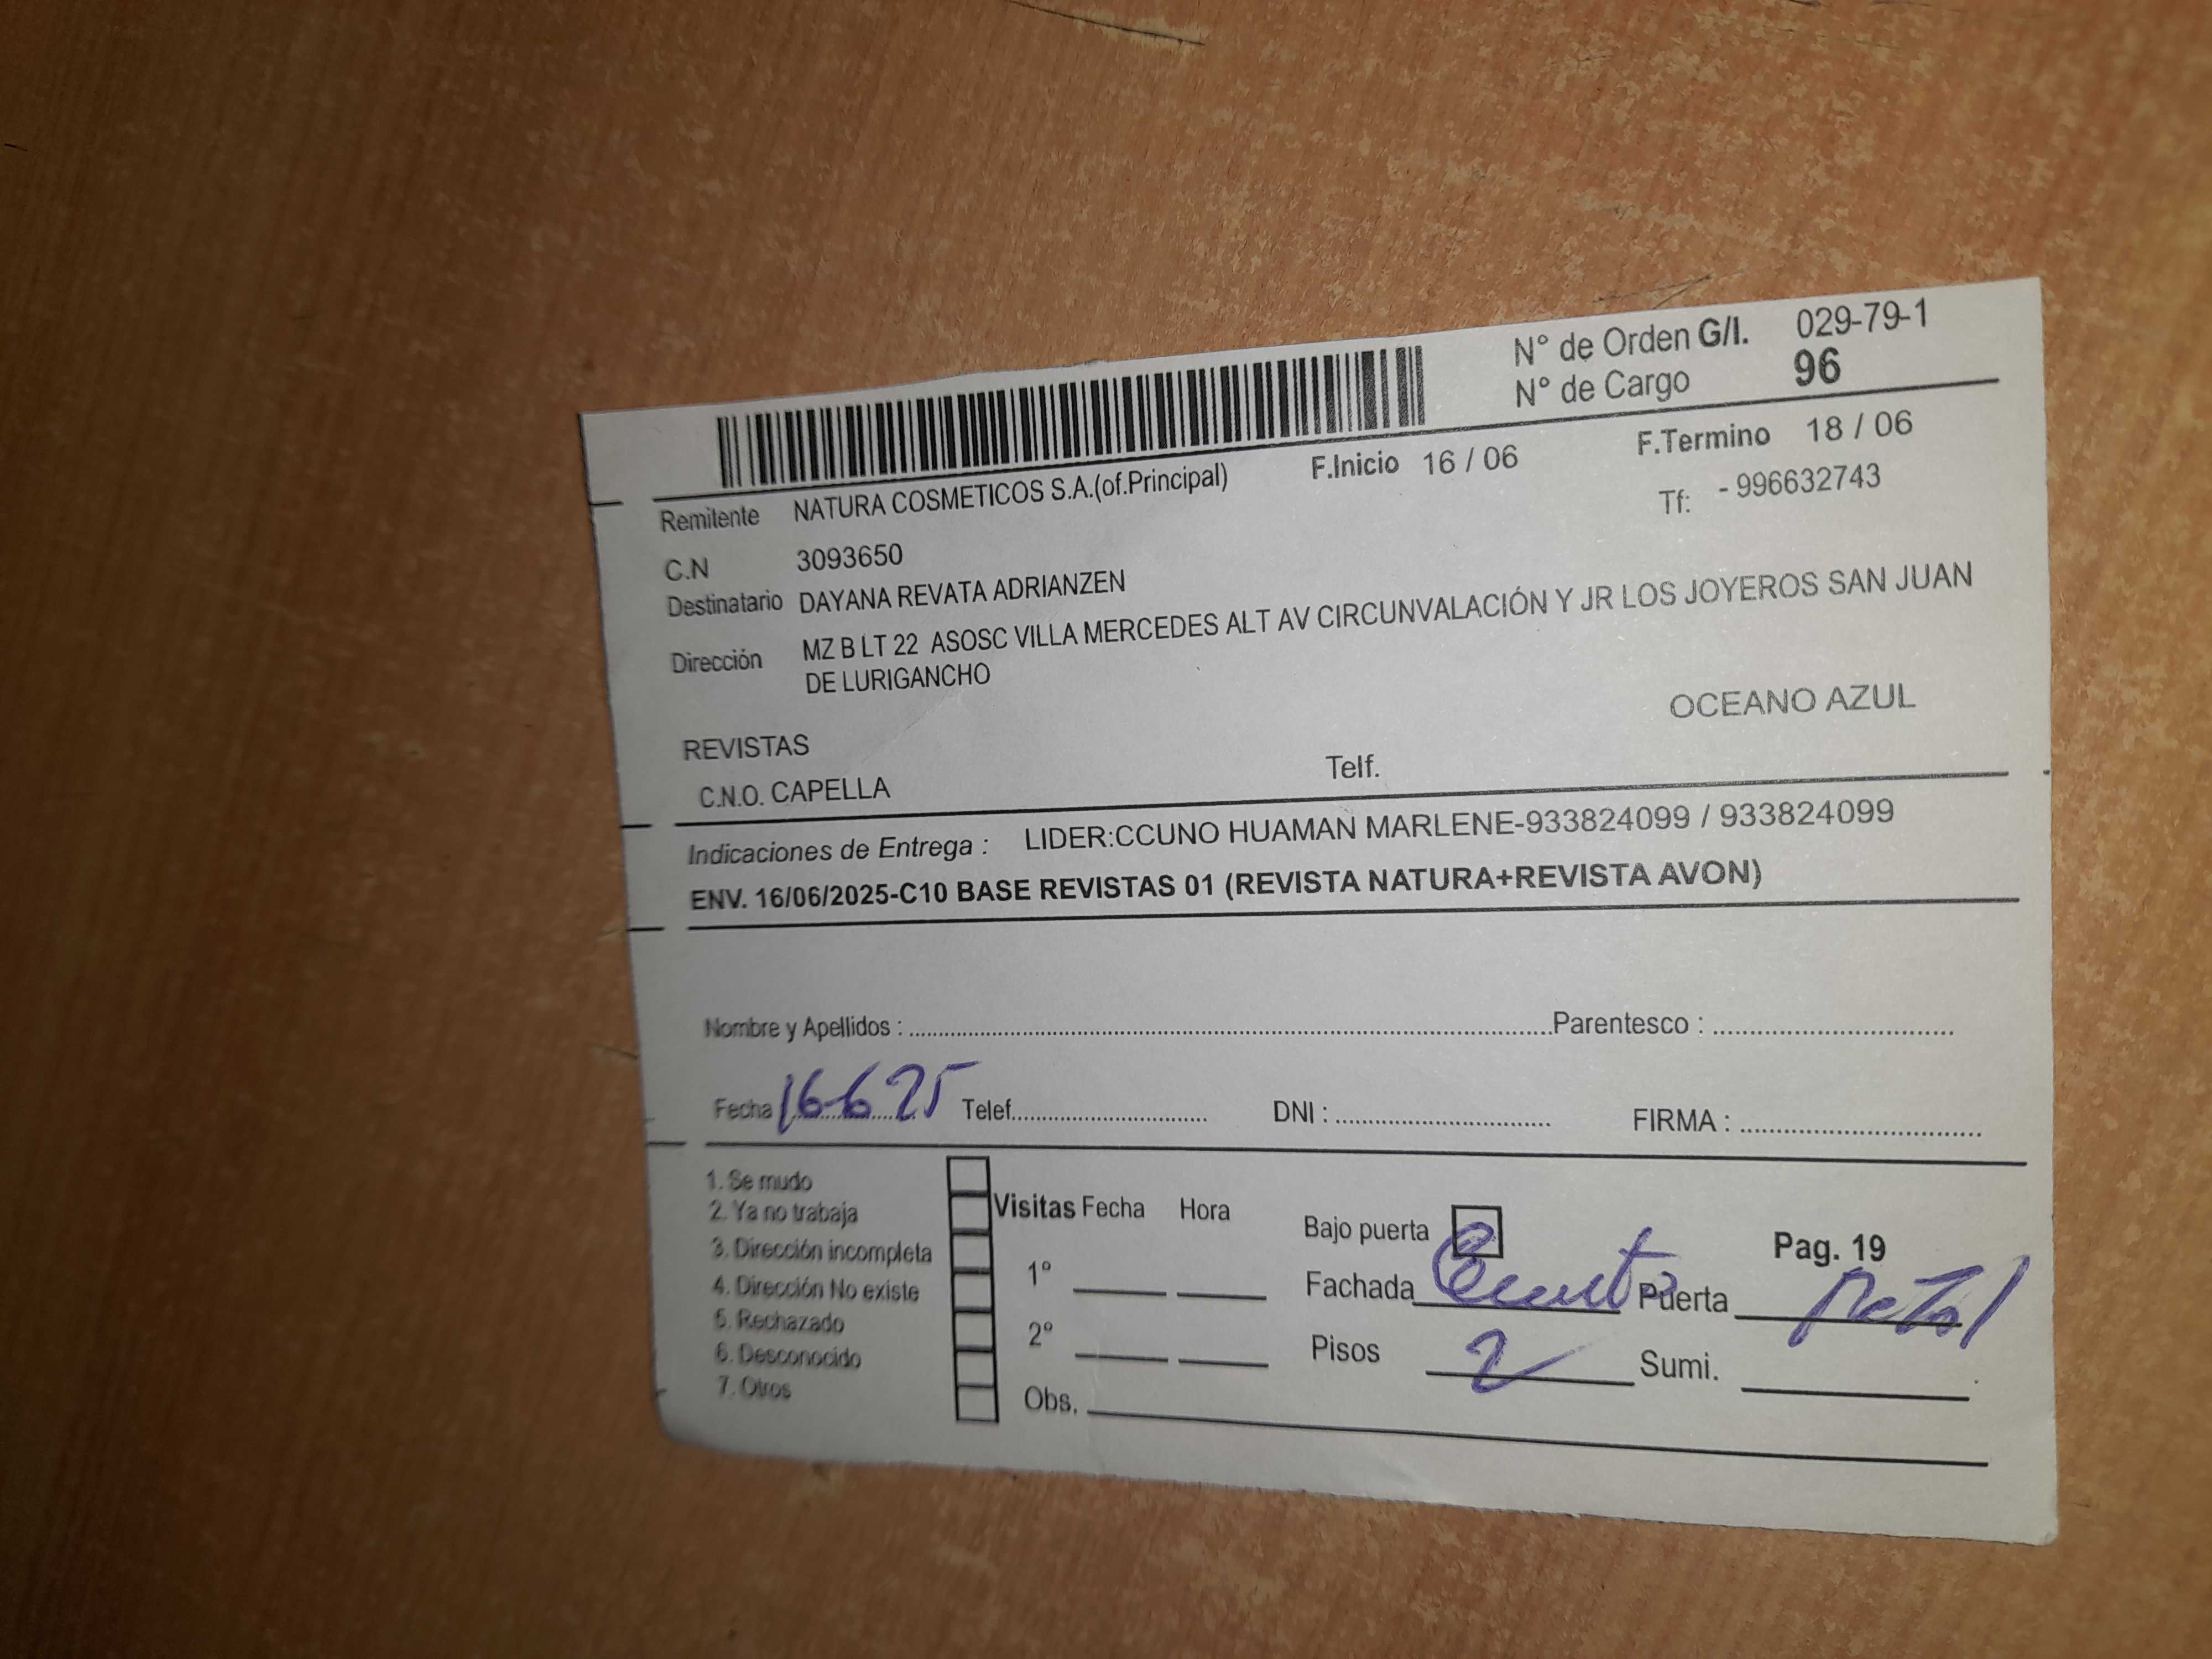 N° de Orden G/I. 029-79-1
N° de Cargo 96
F.Inicio 16 / 06 F.Termino 18 / 06
Remitente NATURA COSMETICOS S.A.(of.Principal) Tf: - 996632743
C.N 3093650
Destinatario DAYANA REVATA ADRIANZEN
Dirección MZ B LT 22 ASOSC VILLA MERCEDES ALT AV CIRCUNVALACIÓN Y JR LOS JOYEROS SAN JUAN
DE LURIGANCHO
OCEANO AZUL
REVISTAS
C.N.O. CAPELLA Telf.
Indicaciones de Entrega : LIDER:CCUNO HUAMAN MARLENE-933824099 / 933824099
ENV. 16/06/2025-C10 BASE REVISTAS 01 (REVISTA NATURA+REVISTA AVON)
Nombre y Apellidos : Parentesco :
Fecha 16 6 25 Telef. DNI : FIRMA :
1. Se mudo
2. Ya no trabaja
3. Dirección incompleta
4. Dirección No existe
5. Rechazado
6. Desconocido
7. Otros
Visitas Fecha Hora
1°
2°
Obs.
Bajo puerta Pag. 19
Fachada Puerta
Pisos 2 Sumi.